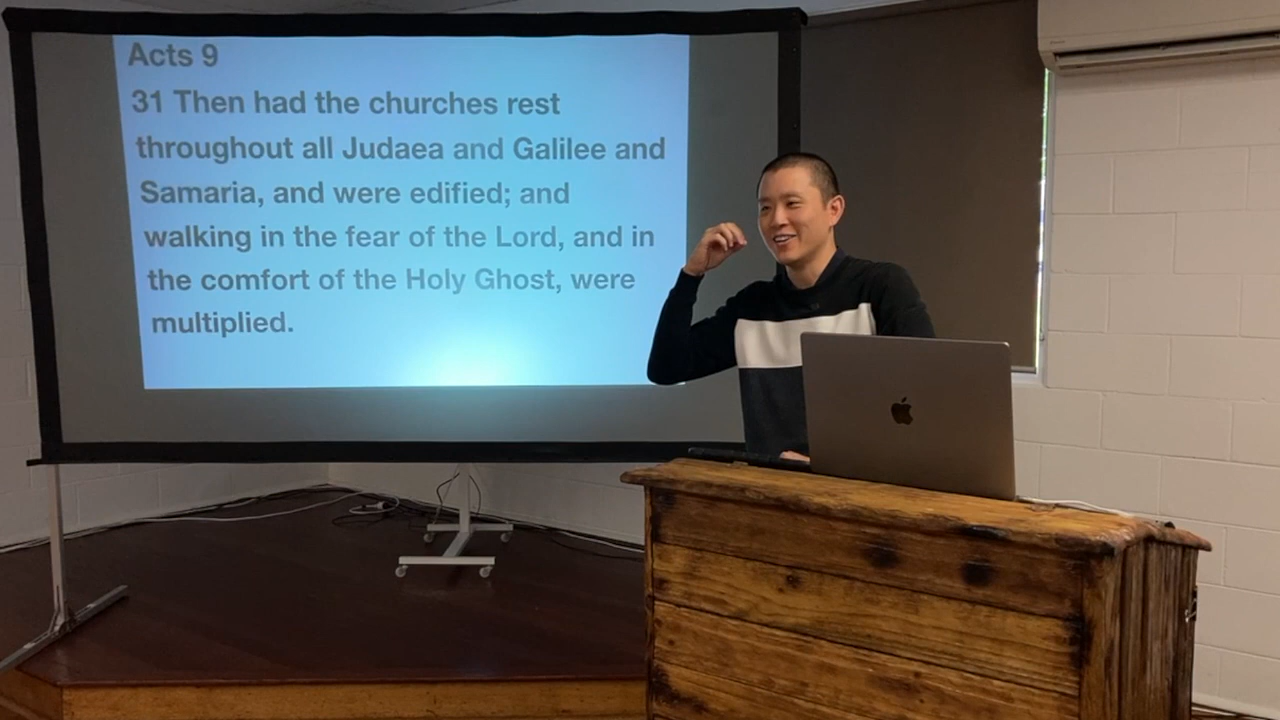 Acts 9
31 Then had the churches rest
throughout all Judaea and Galilee and
Samaria, and were edified; and
walking in the fear of the Lord, and in
the comfort of the Holy Ghost, were
multiplied.